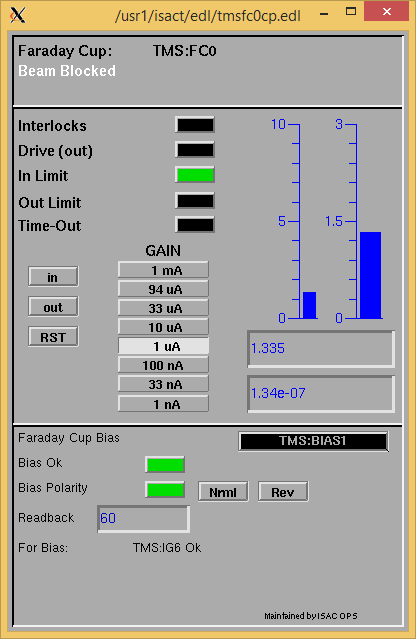 /usr1/isact/edl/tmsfc0cp.edl
Faraday Cup: TMS:FC0
Beam Blocked
Interlocks
Drive (out)
In Limit
Out Limit
Time-Out
10 3
5 1.5
0 0
GAIN
1 mA
94 uA
33 uA
10 uA
1 uA
100 nA
33 nA
1 nA
in
out
RST
1.335
1.34e-07
Faraday Cup Bias TMS:BIAS1
Bias Ok
Bias Polarity Nrml Rev
Readback 60
For Bias: TMS:IG6 Ok
Maintained by ISAC OPS